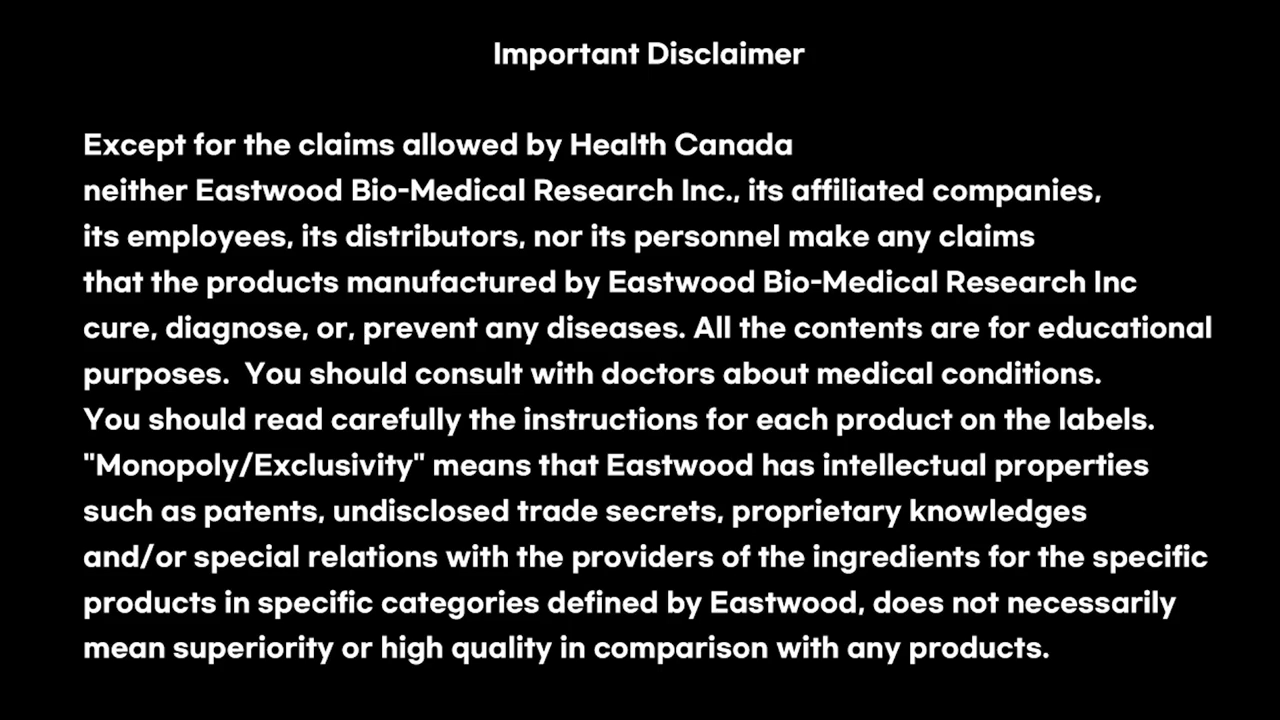 Important Disclaimer
Except for the claims allowed by Health Canada
neither Eastwood Bio-Medical Research Inc., its affiliated companies,
its employees, its distributors, nor its personnel make any claims
that the products manufactured by Eastwood Bio-Medical Research Inc
cure, diagnose, or, prevent any diseases. All the contents are for educational
purposes.  You should consult with doctors about medical conditions.
You should read carefully the instructions for each product on the labels.
"Monopoly/Exclusivity" means that Eastwood has intellectual properties
such as patents, undisclosed trade secrets, proprietary knowledges
and/or special relations with the providers of the ingredients for the specific
products in specific categories defined by Eastwood, does not necessarily
mean superiority or high quality in comparison with any products.